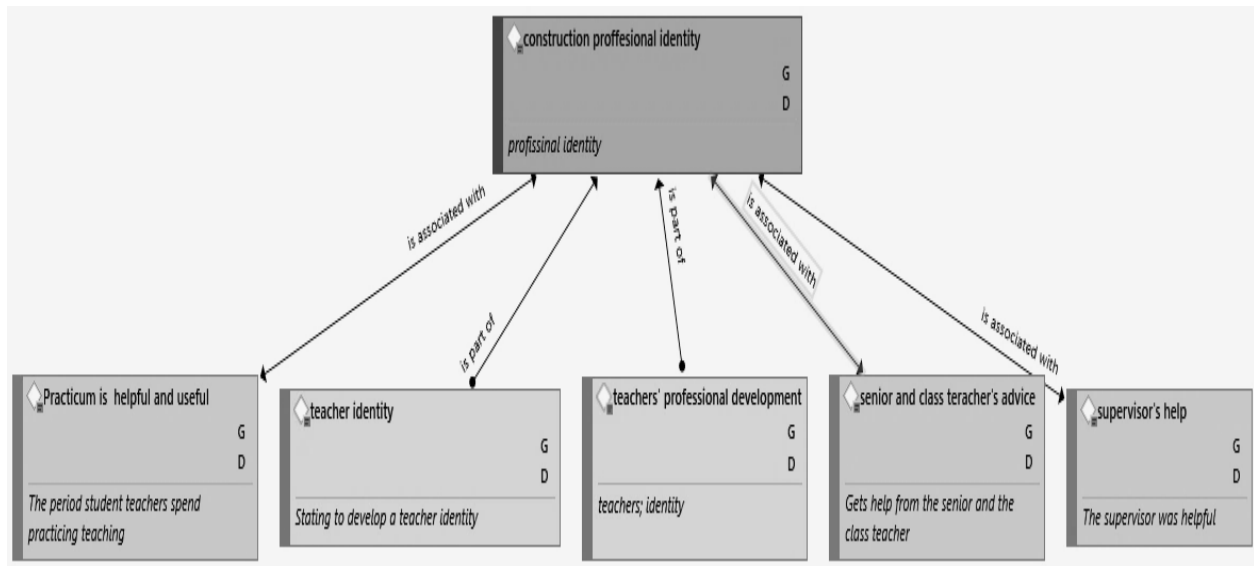 construction proffesional identity
G
D
profissinal identity
is associated with
is part of
is part of
is associated with
is associated with
Practicum is helpful and useful
G
D
The period student teachers spend
practicing teaching
teacher identity
G
D
Stating to develop a teacher identity
teachers' professional development
G
D
teachers; identity
senior and class teracher's advice
G
D
Gets help from the senior and the
class teacher
supervisor's help
G
D
The supervisor was helpful